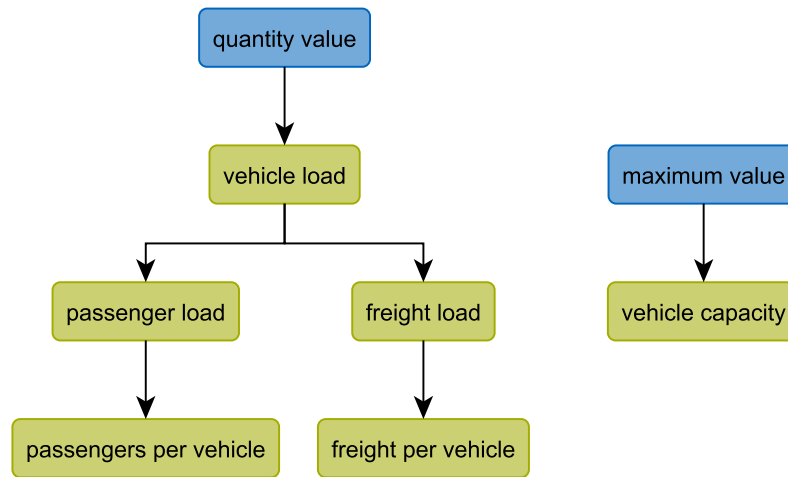 quantity value
vehicle load
maximum value
passenger load
freight load
vehicle capacity
passengers per vehicle
freight per vehicle